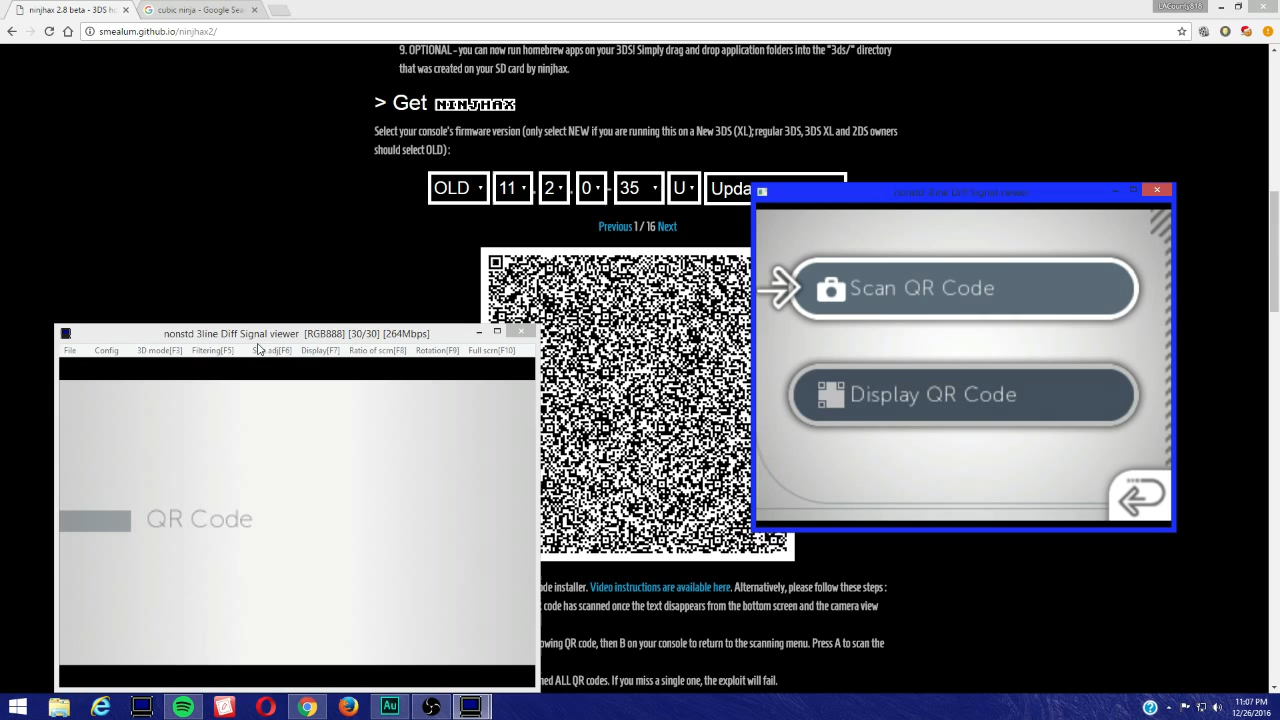 ninjhax 2.8 beta - 3DS h
cubic ninja - Google Sea
LACounty818
smealum.github.io/ninjhax2/
9. OPTIONAL - you can now run homebrew apps on your 3DS! Simply drag and drop application folders into the "3ds/" directory
that was created on your SD card by ninjhax.
> Get NINJHAX
Select your console's firmware version (only select NEW if you are running this on a New 3DS (XL); regular 3DS, 3DS XL and 2DS owners
should select OLD) :
OLD 11 . 2 . 0 - 35 U Upda
Previous 1 / 16 Next
nonstd 3line Diff Signal viewer
Scan QR Code
Display QR Code
nonstd 3line Diff Signal viewer [RGB888] [30/30] [264Mbps]
File Config 3D mode[F3] Filtering[F5] adj[F6] Display[F7] Ratio of scrn[F8] Rotation[F9] Full scrn[F10]
QR Code
de installer. Video instructions are available here. Alternatively, please follow these steps :
code has scanned once the text disappears from the bottom screen and the camera view
owing QR code, then B on your console to return to the scanning menu. Press A to scan the
ned ALL QR codes. If you miss a single one, the exploit will fail.
Au
11:07 PM
12/26/2016